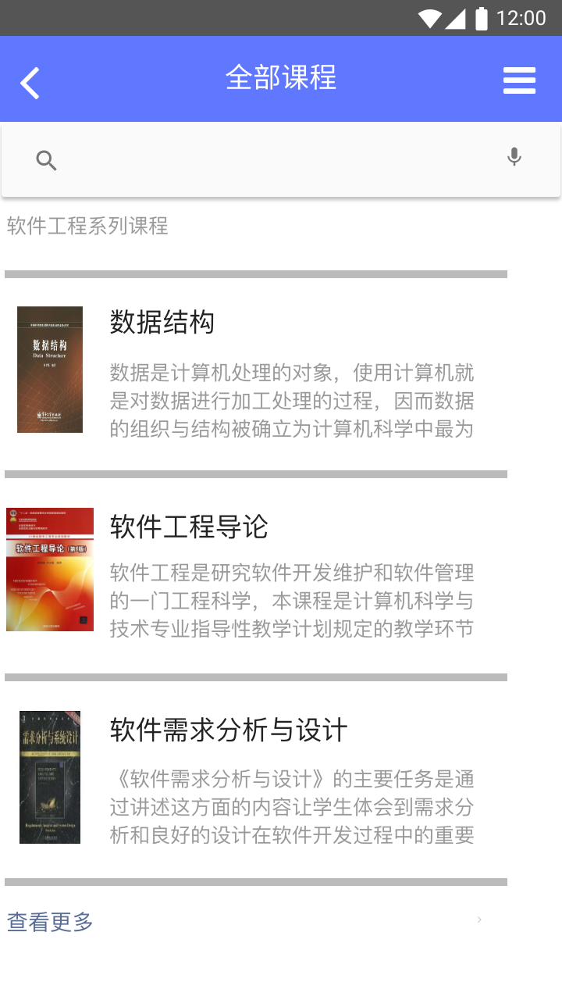 12:00
全部课程
软件工程系列课程
数据结构
Data Structure
数据结构
数据是计算机处理的对象，使用计算机就
是对数据进行加工处理的过程，因而数据
的组织与结构被确立为计算机科学中最为
软件工程导论（第6版）
软件工程导论
软件工程是研究软件开发维护和软件管理
的一门工程科学，本课程是计算机科学与
技术专业指导性教学计划规定的教学环节
需求分析与系统设计
Requirements Analysis and System Design
软件需求分析与设计
《软件需求分析与设计》的主要任务是通
过讲述这方面的内容让学生体会到需求分
析和良好的设计在软件开发过程中的重要
查看更多